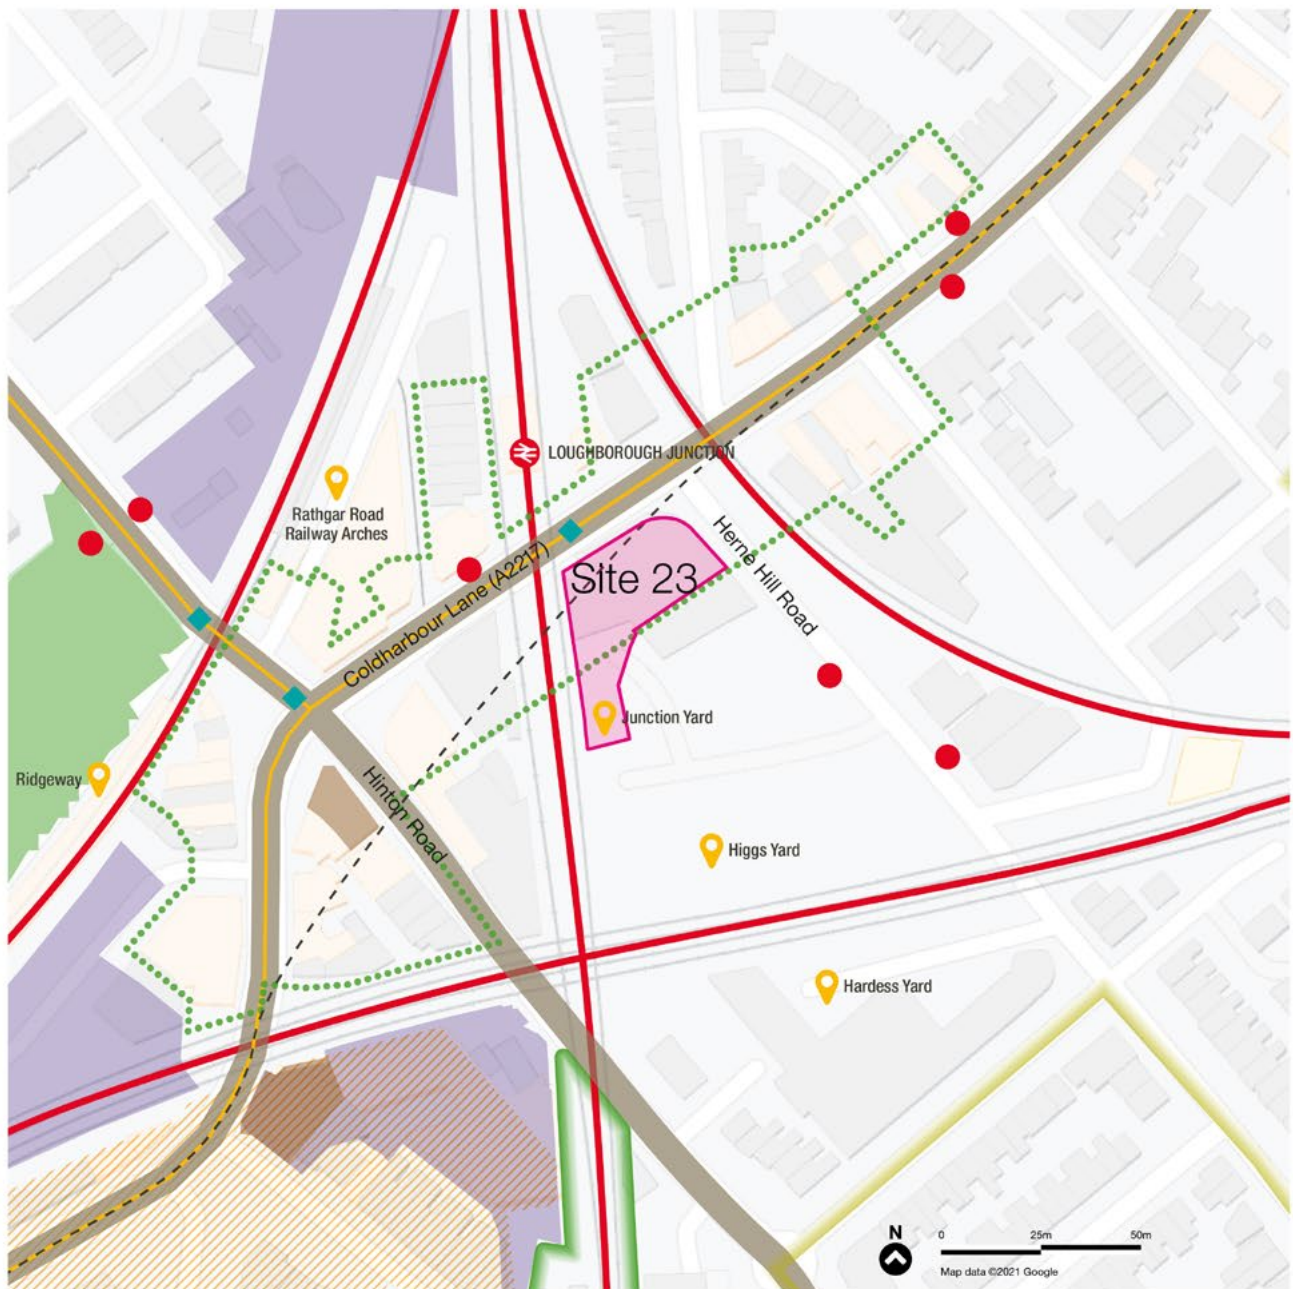 LOUGHBOROUGH JUNCTION
Rathgar Road
Railway Arches
Coldharbour Lane (A2217)
Site 23
Herne Hill Road
Junction Yard
Ridgeway
Hinton Road
Higgs Yard
Hardess Yard
N
0 25m 50m
Map data ©2021 Google